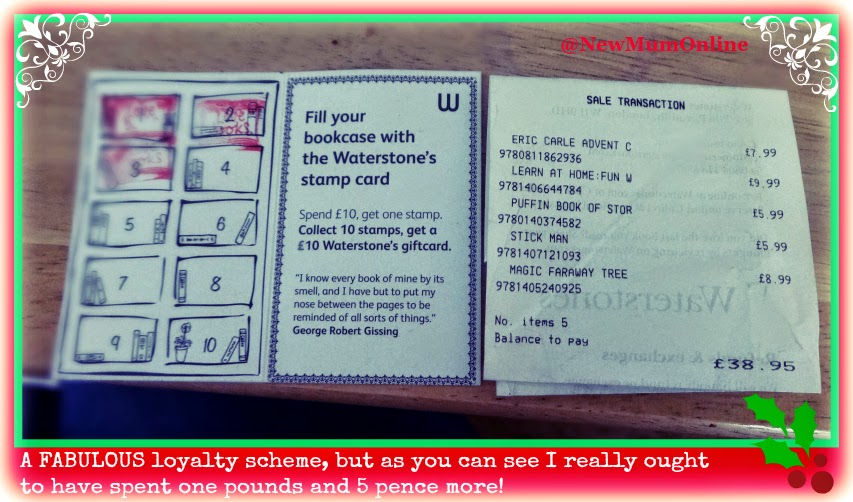 @NewMumOnline
2
3
4
5
6
7
8
9
10
W
Fill your
bookcase with
the Waterstone's
stamp card
Spend £10, get one stamp.
Collect 10 stamps, get a
£10 Waterstone's giftcard.
"I know every book of mine by its
smell, and I have but to put my
nose between the pages to be
reminded of all sorts of things."
George Robert Gissing
SALE TRANSACTION
ERIC CARLE ADVENT C £7.99
9780811862936
LEARN AT HOME:FUN W £9.99
9781406644784
PUFFIN BOOK OF STOR £5.99
9780140374582
STICK MAN £5.99
9781407121093
MAGIC FARAWAY TREE £8.99
9781405240925
No. items 5
Balance to pay
£38.95
Waterstones
Refunds & exchanges
A FABULOUS loyalty scheme, but as you can see I really ought
to have spent one pounds and 5 pence more!